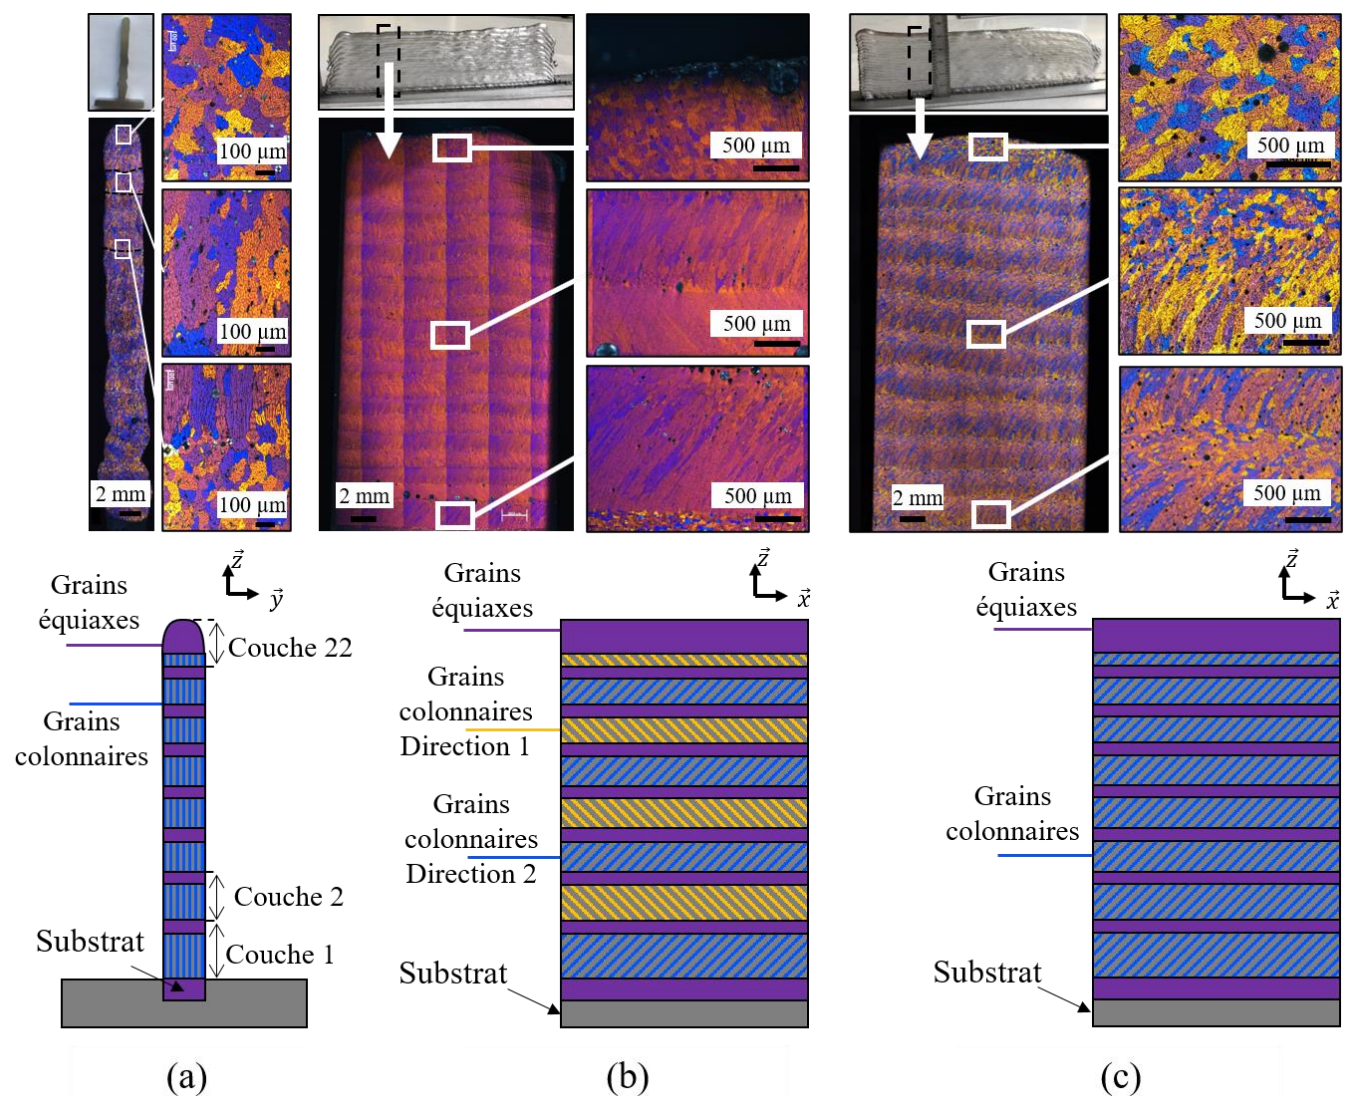 100 µm
100 µm
100 µm
2 mm
500 µm
500 µm
500 µm
2 mm
500 µm
500 µm
500 µm
2 mm
z
y
Grains
équiaxes
Couche 22
Grains
colonnaires
Couche 2
Couche 1
Substrat
(a)
z
x
Grains
équiaxes
Grains
colonnaires
Direction 1
Grains
colonnaires
Direction 2
Substrat
(b)
z
x
Grains
équiaxes
Grains
colonnaires
Substrat
(c)